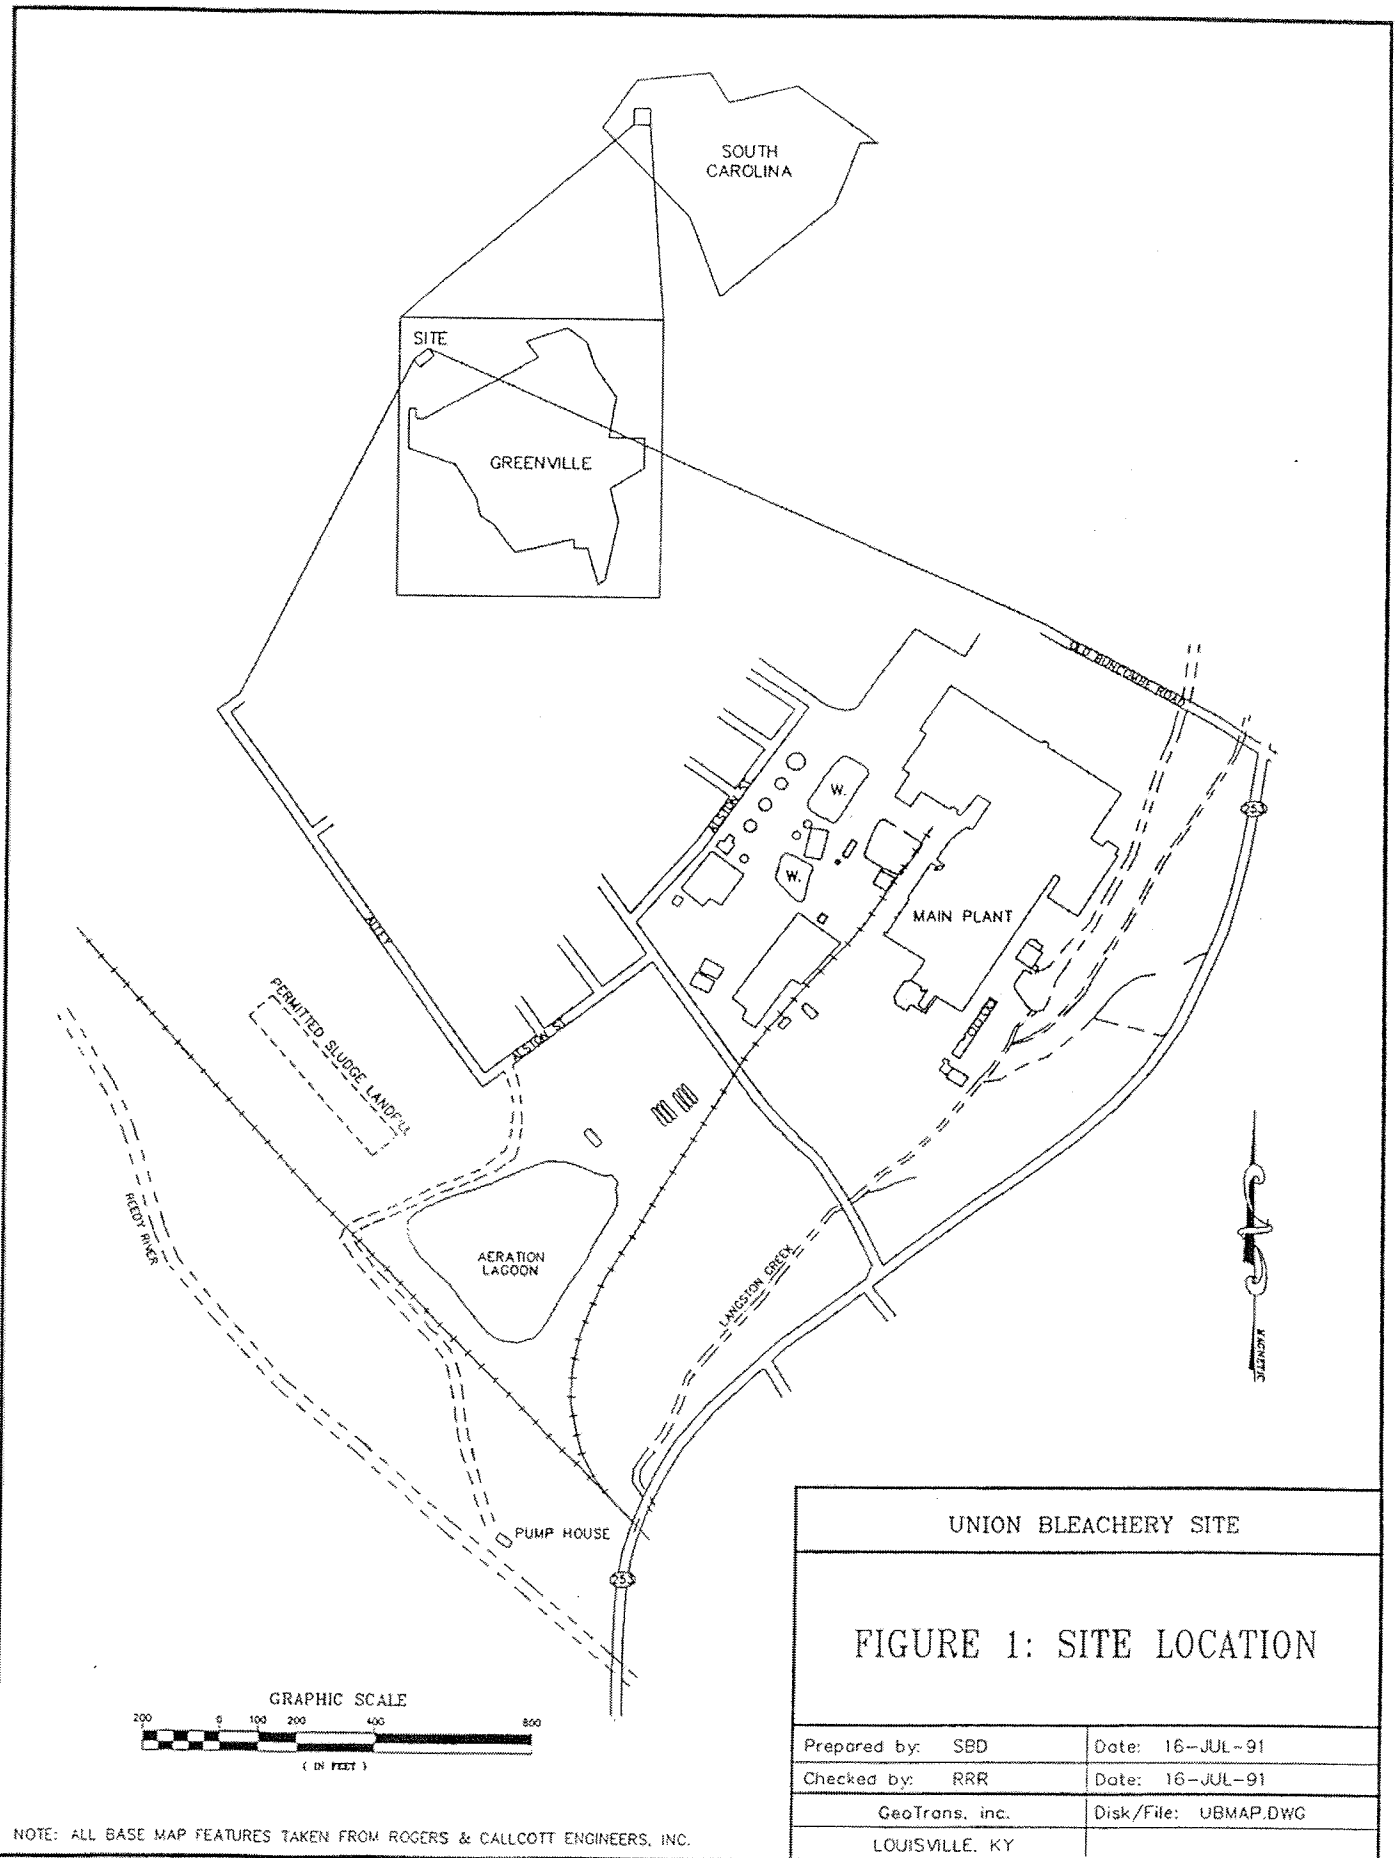 SOUTH
CAROLINA
SITE
GREENVILLE
OLD BUNCOMBE ROAD
253
ALSTON ST.
W.
W.
MAIN PLANT
ALLEY
PERMITTED SLUDGE LANDFILL
ALSTON ST.
REEDY RIVER
AERATION
LAGOON
LANGSTON CREEK
MAGNETIC
PUMP HOUSE
253
GRAPHIC SCALE
200 0 100 200 400 800
( IN FEET )
NOTE: ALL BASE MAP FEATURES TAKEN FROM ROGERS & CALLCOTT ENGINEERS, INC.
UNION BLEACHERY SITE
FIGURE 1: SITE LOCATION
Prepared by: SBD Date: 16-JUL-91
Checked by: RRR Date: 16-JUL-91
GeoTrans, inc. Disk/File: UBMAP.DWG
LOUISVILLE, KY